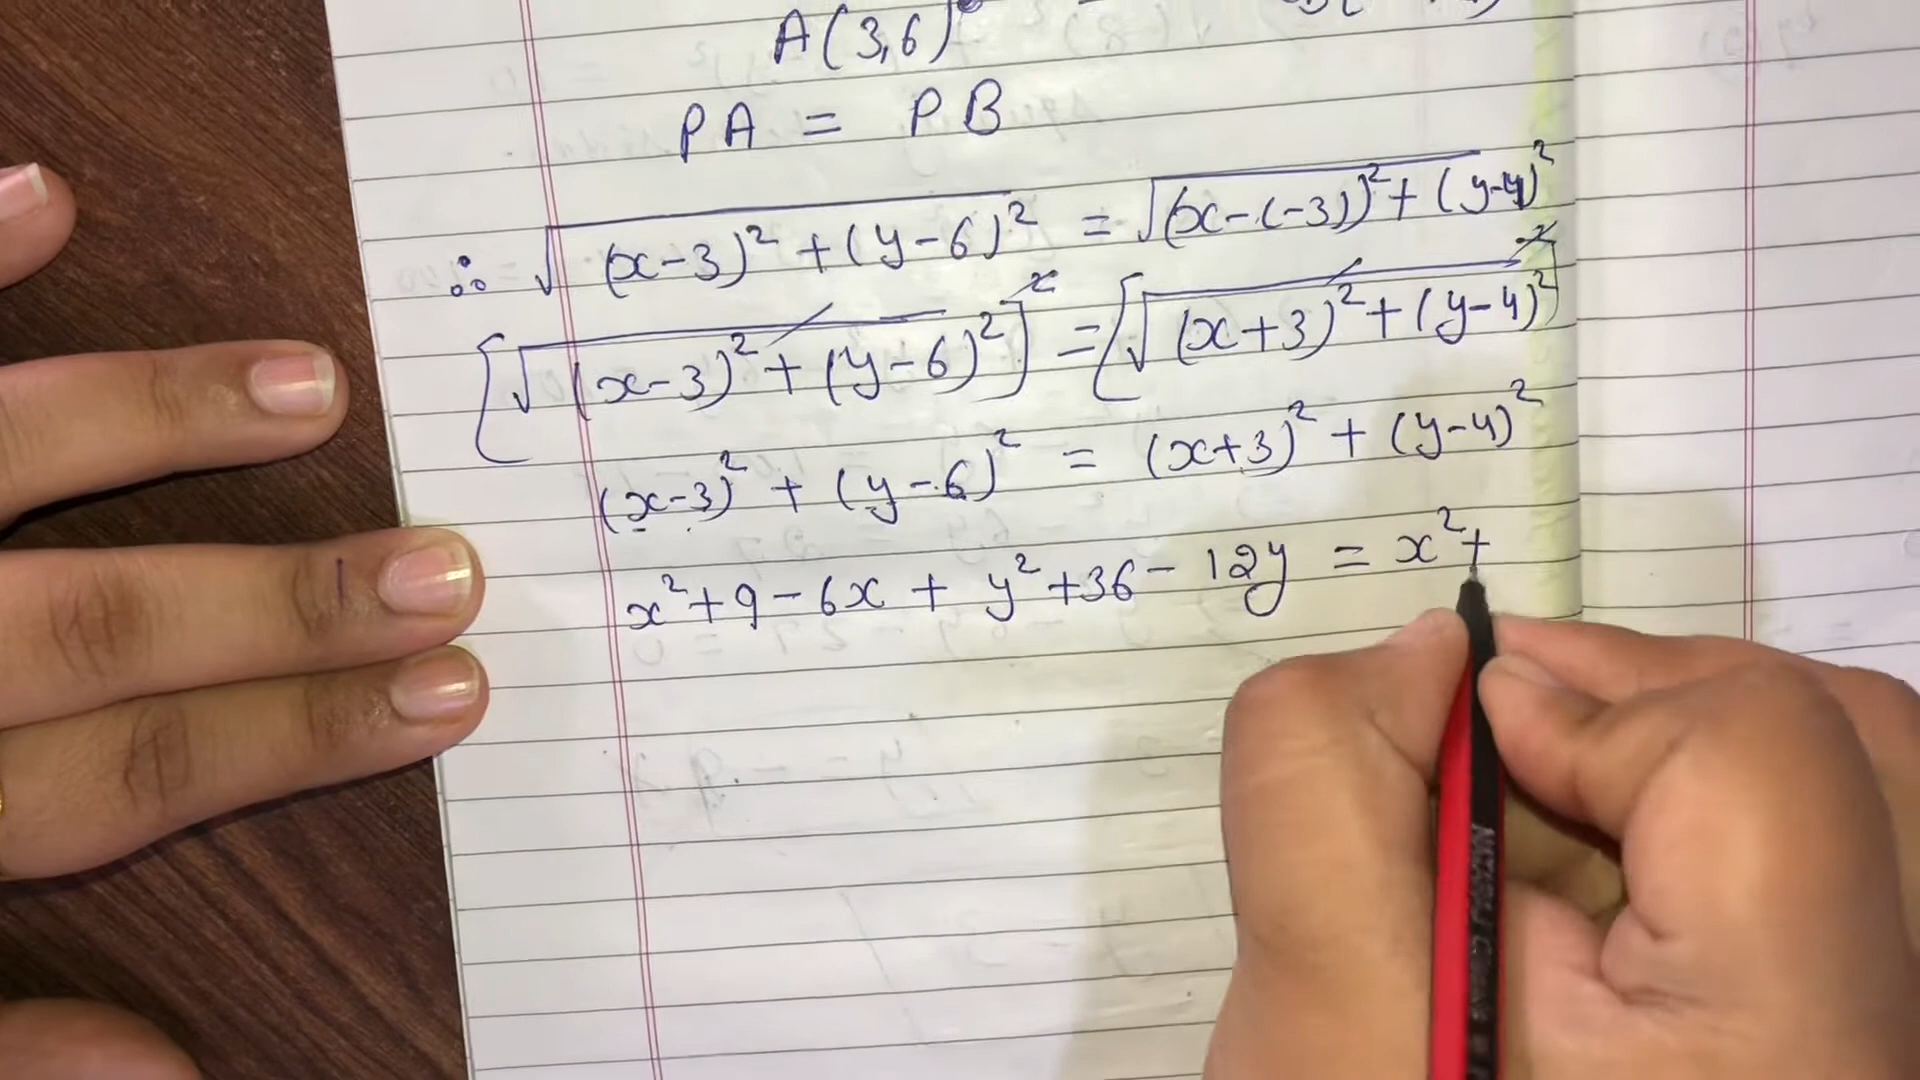 A(3,6)
PA = PB
∴ √(x-3)² + (y-6)² = √(x-(-3))² + (y-4)²
[√(x-3)² + (y-6)²]² = [√(x+3)² + (y-4)²]²
(x-3)² + (y-6)² = (x+3)² + (y-4)²
x²+9-6x + y²+36-12y = x²+